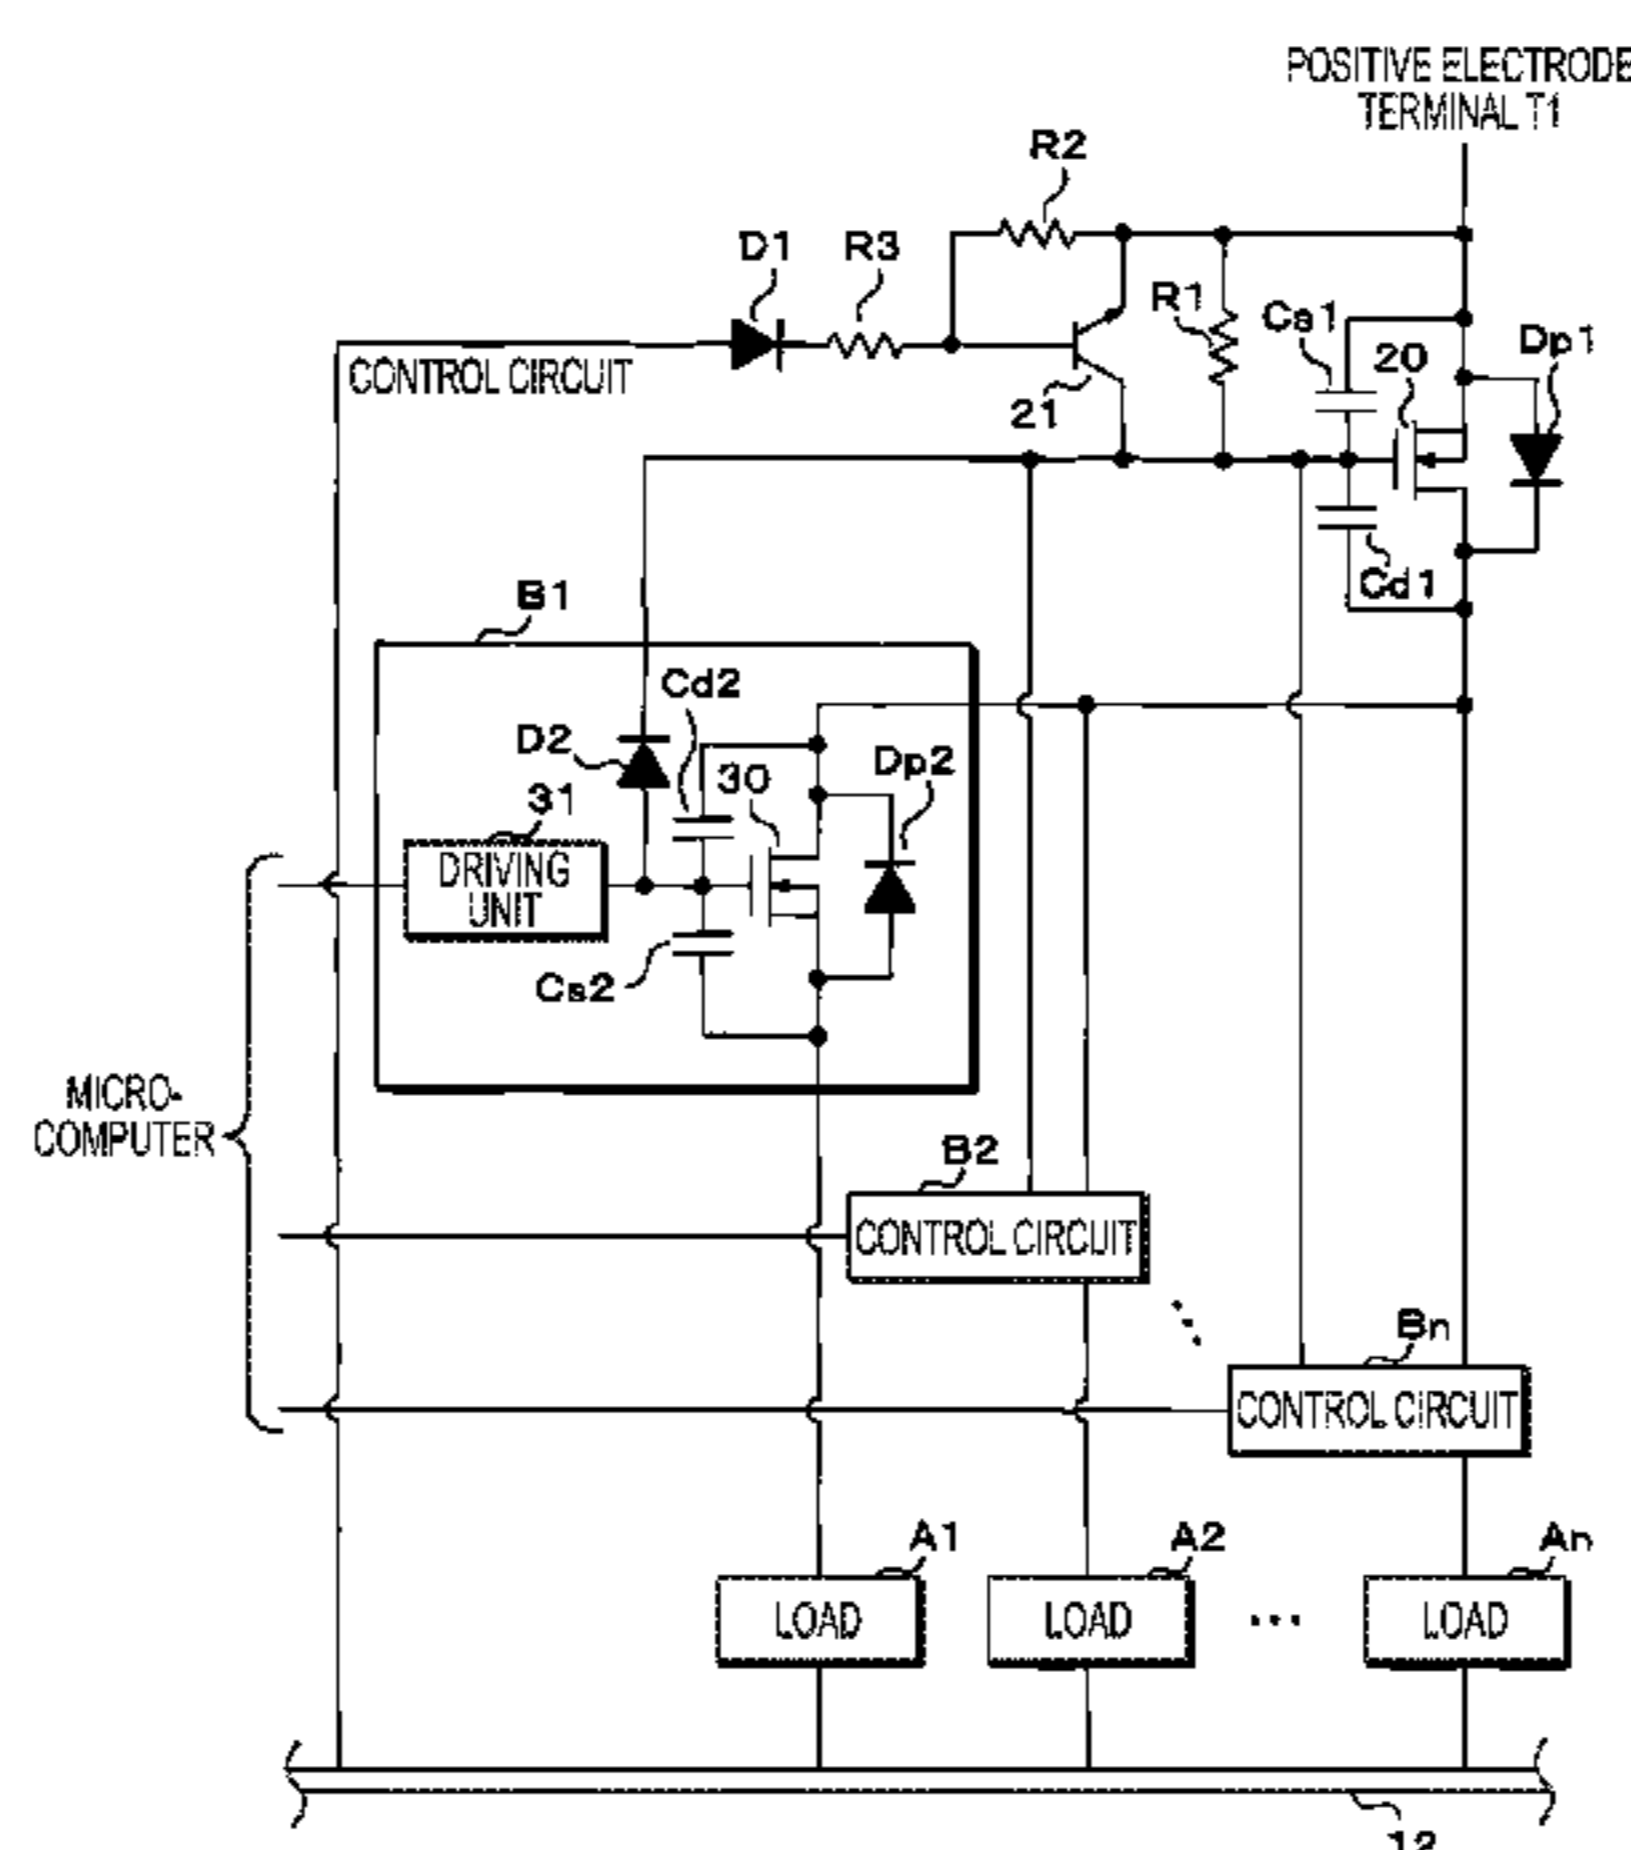 POSITIVE ELECTRODE
TERMINAL T1
R2
D1
R3
R1
Cs1
20
Dp1
CONTROL CIRCUIT
21
Cd1
B1
Cd2
D2
30
Dp2
31
DRIVING
UNIT
Cs2
MICRO-
COMPUTER
B2
CONTROL CIRCUIT
Bn
CONTROL CIRCUIT
A1
A2
An
LOAD
LOAD
...
LOAD
12